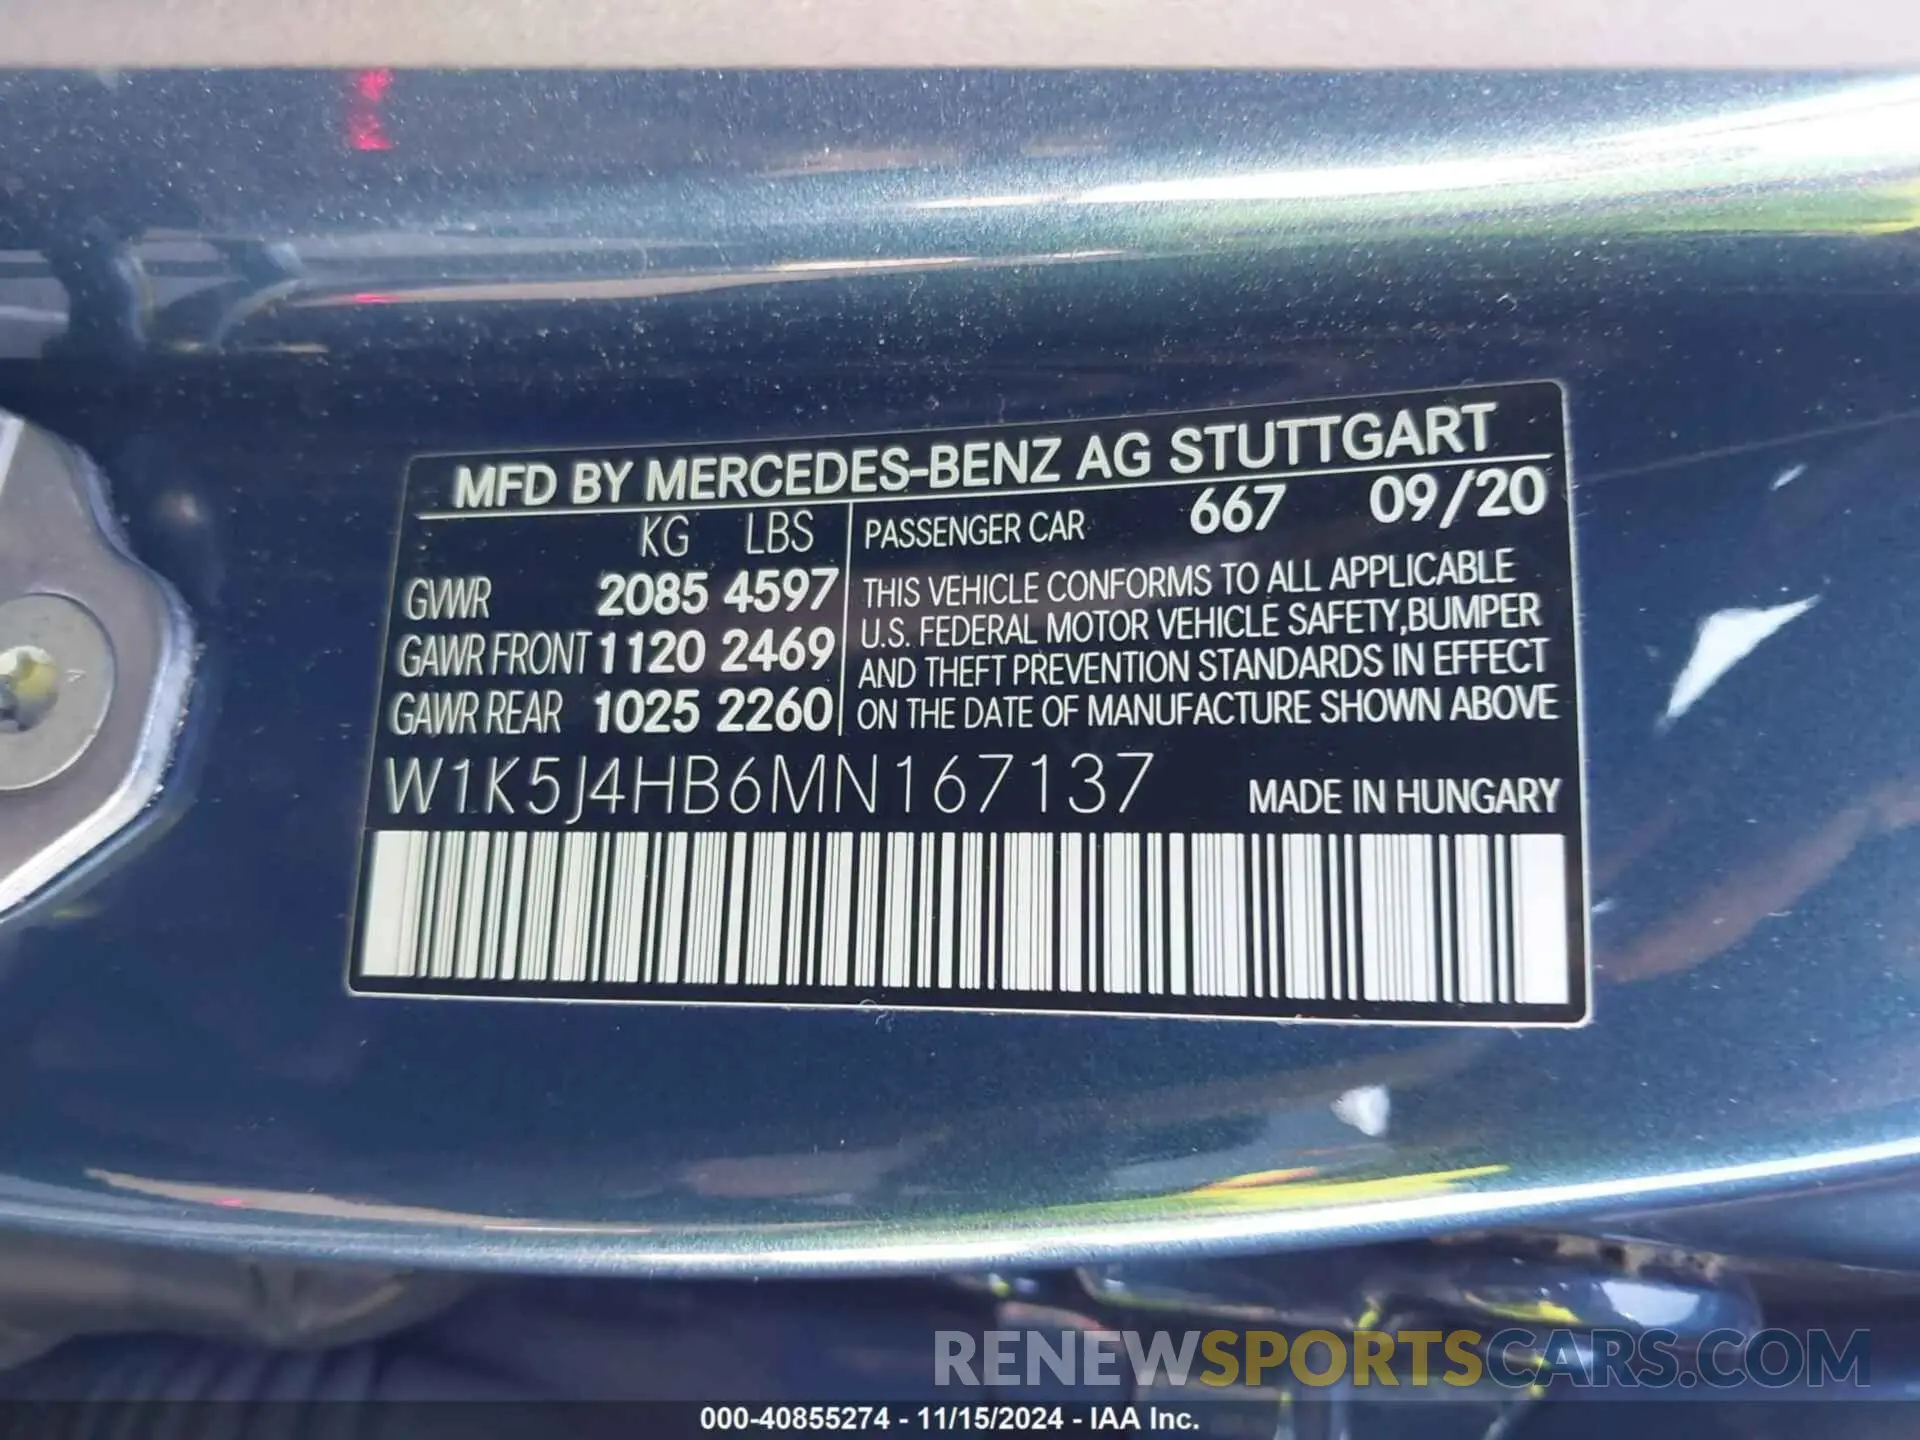 MFD BY MERCEDES-BENZ AG STUTTGART
KG LBS PASSENGER CAR 667 09/20
GVWR 2085 4597 THIS VEHICLE CONFORMS TO ALL APPLICABLE
GAWR FRONT 1120 2469 U.S. FEDERAL MOTOR VEHICLE SAFETY,BUMPER
AND THEFT PREVENTION STANDARDS IN EFFECT
GAWR REAR 1025 2260 ON THE DATE OF MANUFACTURE SHOWN ABOVE
W1K5J4HB6MN167137 MADE IN HUNGARY
RENEWSPORTSCARS.COM
000-40855274 - 11/15/2024 - IAA Inc.